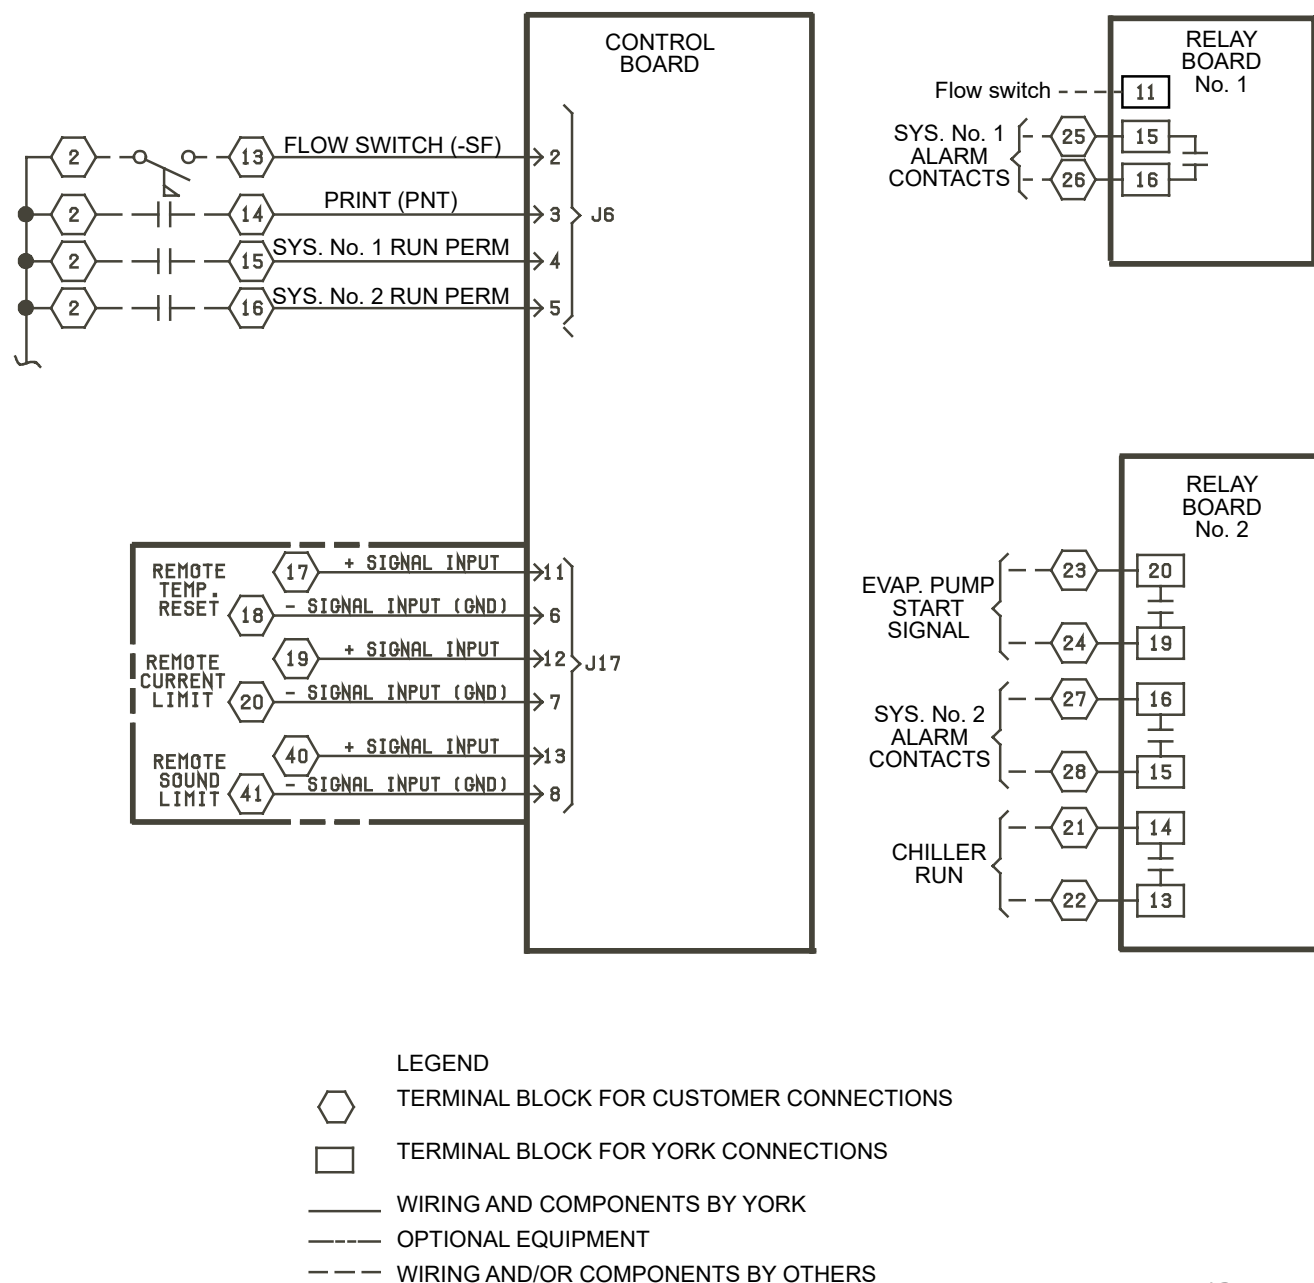 CONTROL
BOARD
2
13
FLOW SWITCH (-SF)
2
2
14
PRINT (PNT)
3
J6
2
15
SYS. No. 1 RUN PERM
4
2
16
SYS. No. 2 RUN PERM
5
REMOTE
TEMP.
RESET
17
+ SIGNAL INPUT
11
18
- SIGNAL INPUT (GND)
6
REMOTE
CURRENT
LIMIT
19
+ SIGNAL INPUT
12
J17
20
- SIGNAL INPUT (GND)
7
REMOTE
SOUND
LIMIT
40
+ SIGNAL INPUT
13
41
- SIGNAL INPUT (GND)
8
RELAY
BOARD
No. 1
Flow switch
11
SYS. No. 1
ALARM
CONTACTS
25
15
26
16
RELAY
BOARD
No. 2
EVAP. PUMP
START
SIGNAL
23
20
24
19
SYS. No. 2
ALARM
CONTACTS
27
16
28
15
CHILLER
RUN
21
14
22
13
LEGEND
TERMINAL BLOCK FOR CUSTOMER CONNECTIONS
TERMINAL BLOCK FOR YORK CONNECTIONS
WIRING AND COMPONENTS BY YORK
OPTIONAL EQUIPMENT
WIRING AND/OR COMPONENTS BY OTHERS